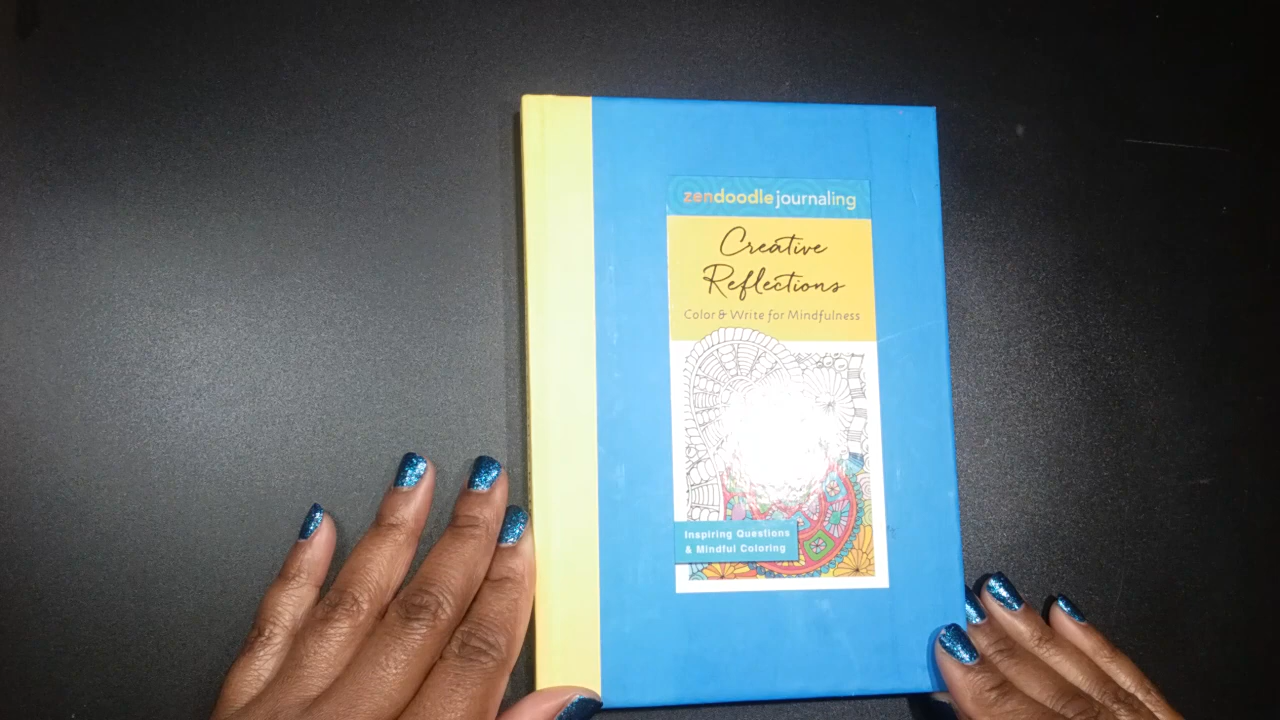 zendoodle journaling
Creative
Reflections
Color & Write for Mindfulness
Inspiring Questions
& Mindful Coloring